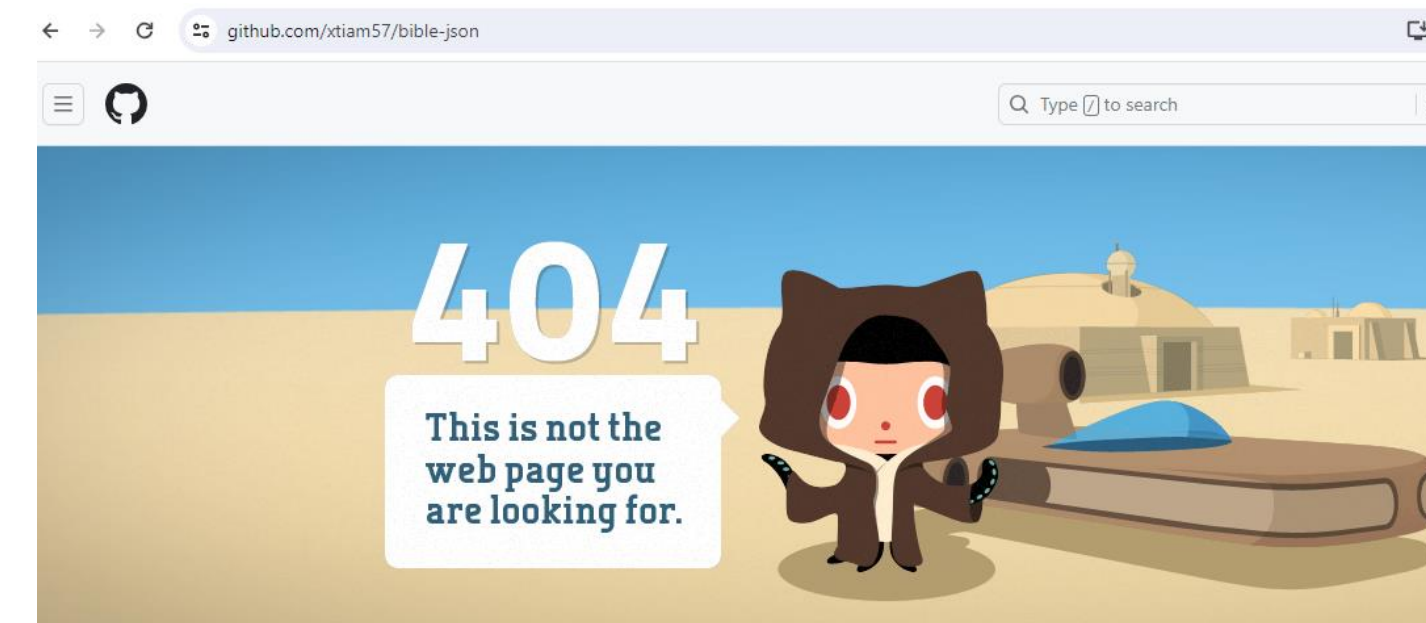 github.com/xtiam57/bible-json
Type / to search
404
This is not the
web page you
are looking for.